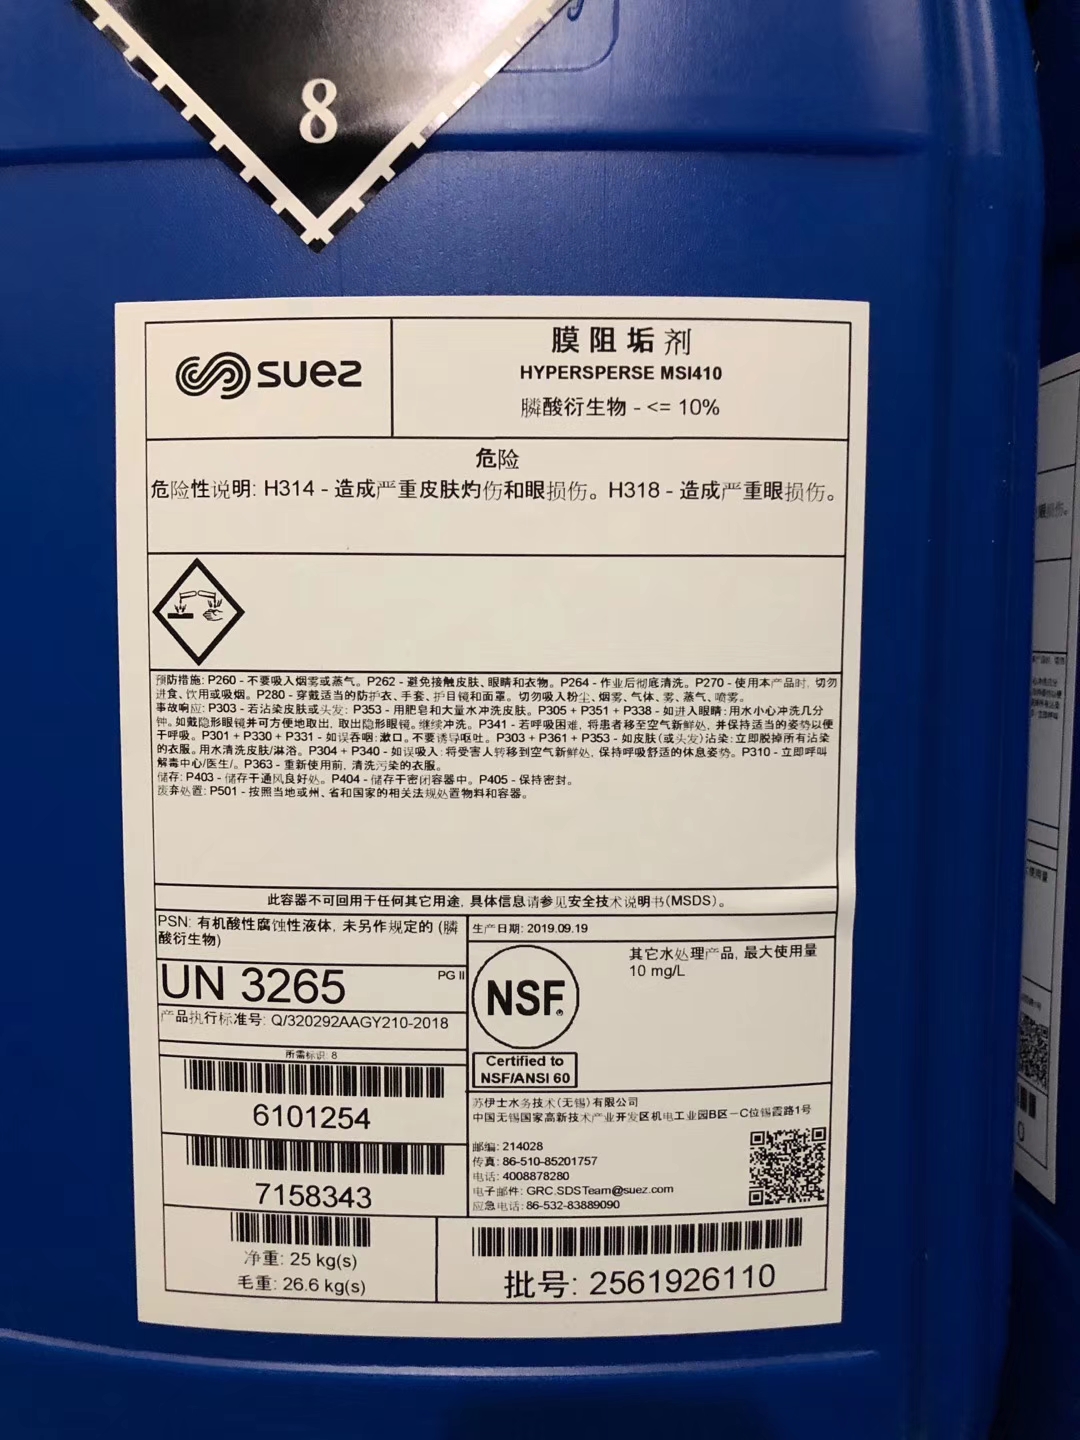 8
suez
膜阻垢剂
HYPERSPERSE MSI410
膦酸衍生物 - <= 10%
危险
危险性说明: H314 - 造成严重皮肤灼伤和眼损伤。H318 - 造成严重眼损伤。
预防措施: P260 - 不要吸入烟雾或蒸气。P262 - 避免接触皮肤、眼睛和衣物。P264 - 作业后彻底清洗。P270 - 使用本产品时, 切勿
进食、饮用或吸烟。P280 - 穿戴适当的防护衣、手套、护目镜和面罩。切勿吸入粉尘、烟雾、气体、雾、蒸气、喷雾。
事故响应: P303 - 若沾染皮肤或头发: P353 - 用肥皂和大量水冲洗皮肤。P305 + P351 + P338 - 如进入眼睛: 用水小心冲洗几分
钟。如戴隐形眼镜并可方便地取出, 取出隐形眼镜。继续冲洗。P341 - 若呼吸困难, 将患者移至空气新鲜处, 并保持适当的姿势以便
于呼吸。P301 + P330 + P331 - 如误吞咽: 漱口。不要诱导呕吐。P303 + P361 + P353 - 如皮肤(或头发)沾染: 立即脱掉所有沾染
的衣服。用水清洗皮肤/淋浴。P304 + P340 - 如误吸入: 将受害人转移到空气新鲜处, 保持呼吸舒适的休息姿势。P310 - 立即呼叫
解毒中心/医生/。P363 - 重新使用前, 清洗污染的衣服。
储存: P403 - 储存于通风良好处。P404 - 储存于密闭容器中。P405 - 保持密封。
废弃处置: P501 - 按照当地或州、省和国家的相关法规处置物料和容器。
此容器不可回用于任何其它用途, 具体信息请参见安全技术说明书(MSDS)。
PSN: 有机酸性腐蚀性液体, 未另作规定的 (膦
酸衍生物)
UN 3265
PG II
产品执行标准号: Q/320292AAGY210-2018
所需标识: 8
6101254
7158343
净重: 25 kg(s)
毛重: 26.6 kg(s)
生产日期: 2019.09.19
其它水处理产品, 最大使用量
10 mg/L
NSF®
Certified to
NSF/ANSI 60
苏伊士水务技术(无锡)有限公司
中国无锡国家高新技术产业开发区机电工业园B区－C位锡霞路1号
邮编: 214028
传真: 86-510-85201757
电话: 4008878280
电子邮件: GRC.SDSTeam@suez.com
应急电话: 86-532-83889090
批号: 2561926110